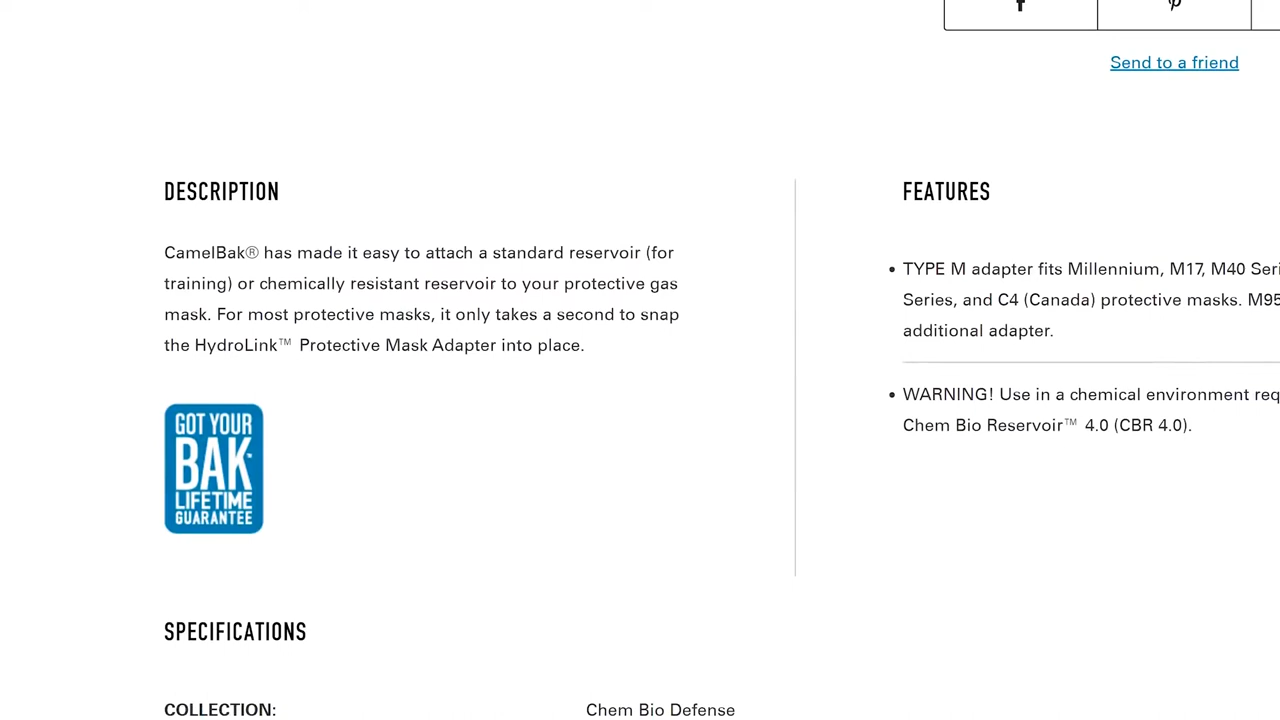 Send to a friend
DESCRIPTION
CamelBak® has made it easy to attach a standard reservoir (for
training) or chemically resistant reservoir to your protective gas
mask. For most protective masks, it only takes a second to snap
the HydroLink™ Protective Mask Adapter into place.
GOT YOUR
BAK
LIFETIME
GUARANTEE
FEATURES
• TYPE M adapter fits Millennium, M17, M40
Series, and C4 (Canada) protective masks.
additional adapter.
• WARNING! Use in a chemical environment
Chem Bio Reservoir™ 4.0 (CBR 4.0).
SPECIFICATIONS
COLLECTION: Chem Bio Defense